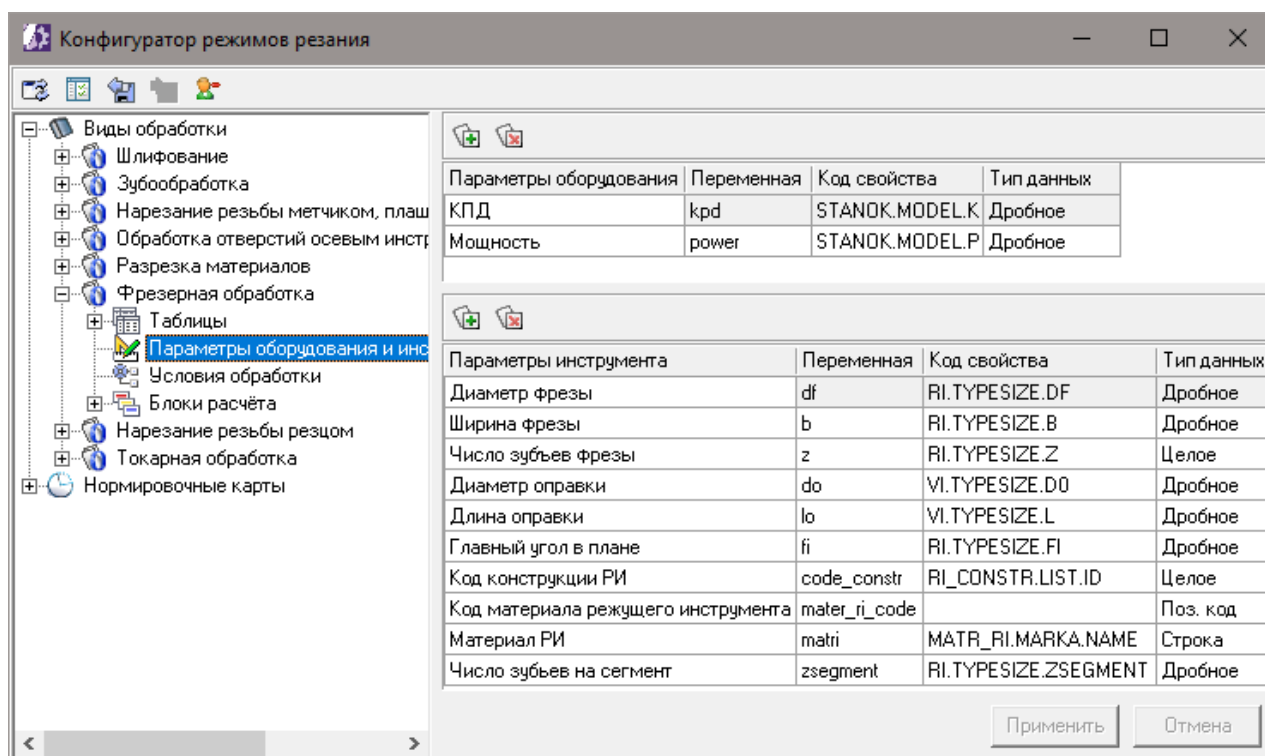 Конфигуратор режимов резания
Виды обработки
Шлифование
Зубообработка
Нарезание резьбы метчиком, плаш
Обработка отверстий осевым инстр
Разрезка материалов
Фрезерная обработка
Таблицы
Параметры оборудования и инс
Условия обработки
Блоки расчёта
Нарезание резьбы резцом
Токарная обработка
Нормировочные карты
Параметры оборудования Переменная Код свойства Тип данных
КПД kpd STANOK.MODEL.K Дробное
Мощность power STANOK.MODEL.P Дробное
Параметры инструмента Переменная Код свойства Тип данных
Диаметр фрезы df RI.TYPESIZE.DF Дробное
Ширина фрезы b RI.TYPESIZE.B Дробное
Число зубъев фрезы z RI.TYPESIZE.Z Целое
Диаметр оправки do VI.TYPESIZE.DO Дробное
Длина оправки lo VI.TYPESIZE.L Дробное
Главный угол в плане fi RI.TYPESIZE.FI Дробное
Код конструкции РИ code_constr RI_CONSTR.LIST.ID Целое
Код материала режущего инструмента mater_ri_code Поз. код
Материал РИ matri MATR_RI.MARKA.NAME Строка
Число зубьев на сегмент zsegment RI.TYPESIZE.ZSEGMENT Дробное
Применить Отмена